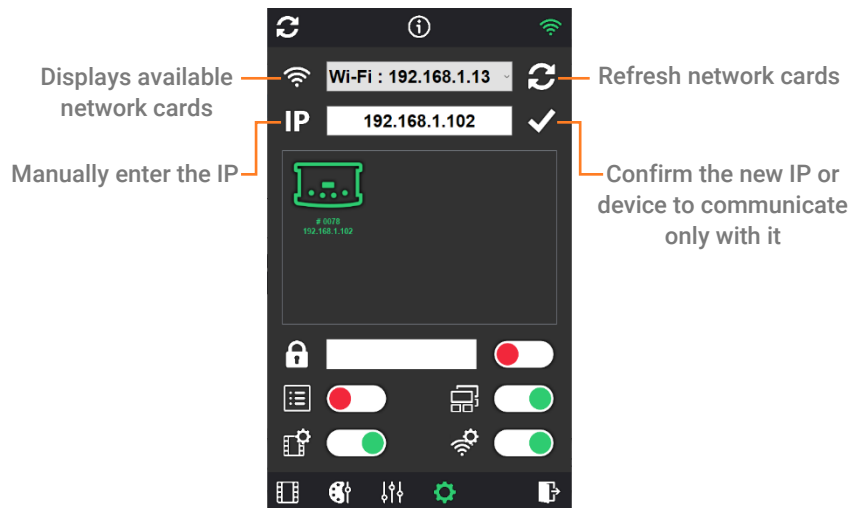 Displays available
network cards
Wi-Fi : 192.168.1.13
Refresh network cards
IP
192.168.1.102
Manually enter the IP
Confirm the new IP or
device to communicate
only with it
# 0078
192.168.1.102